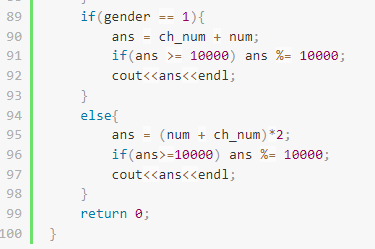 89 if(gender == 1){
90 ans = ch_num + num;
91 if(ans >= 10000) ans %= 10000;
92 cout<<ans<<endl;
93 }
94 else{
95 ans = (num + ch_num)*2;
96 if(ans>=10000) ans %= 10000;
97 cout<<ans<<endl;
98 }
99 return 0;
100 }